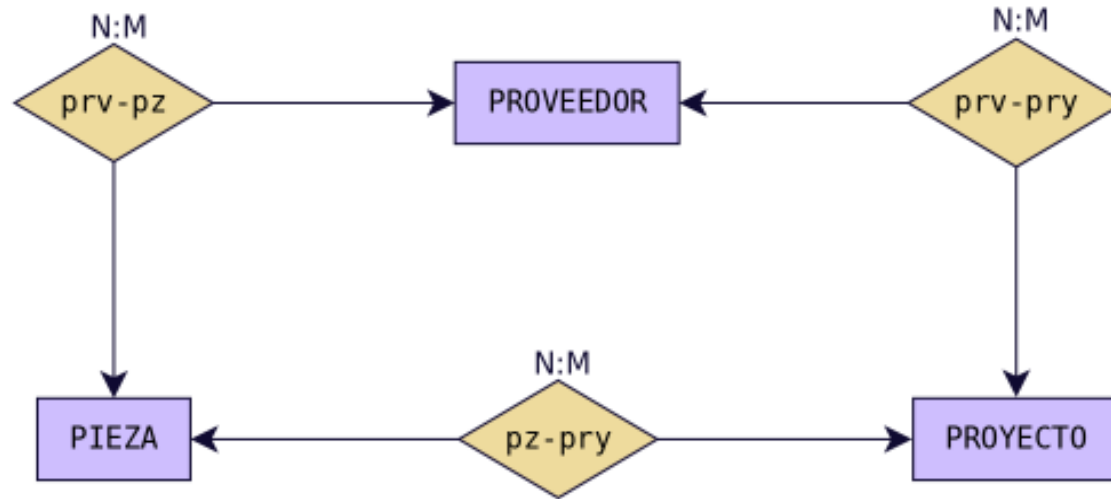 N:M
N:M
prv-pz
PROVEEDOR
prv-pry
N:M
PIEZA
pz-pry
PROYECTO